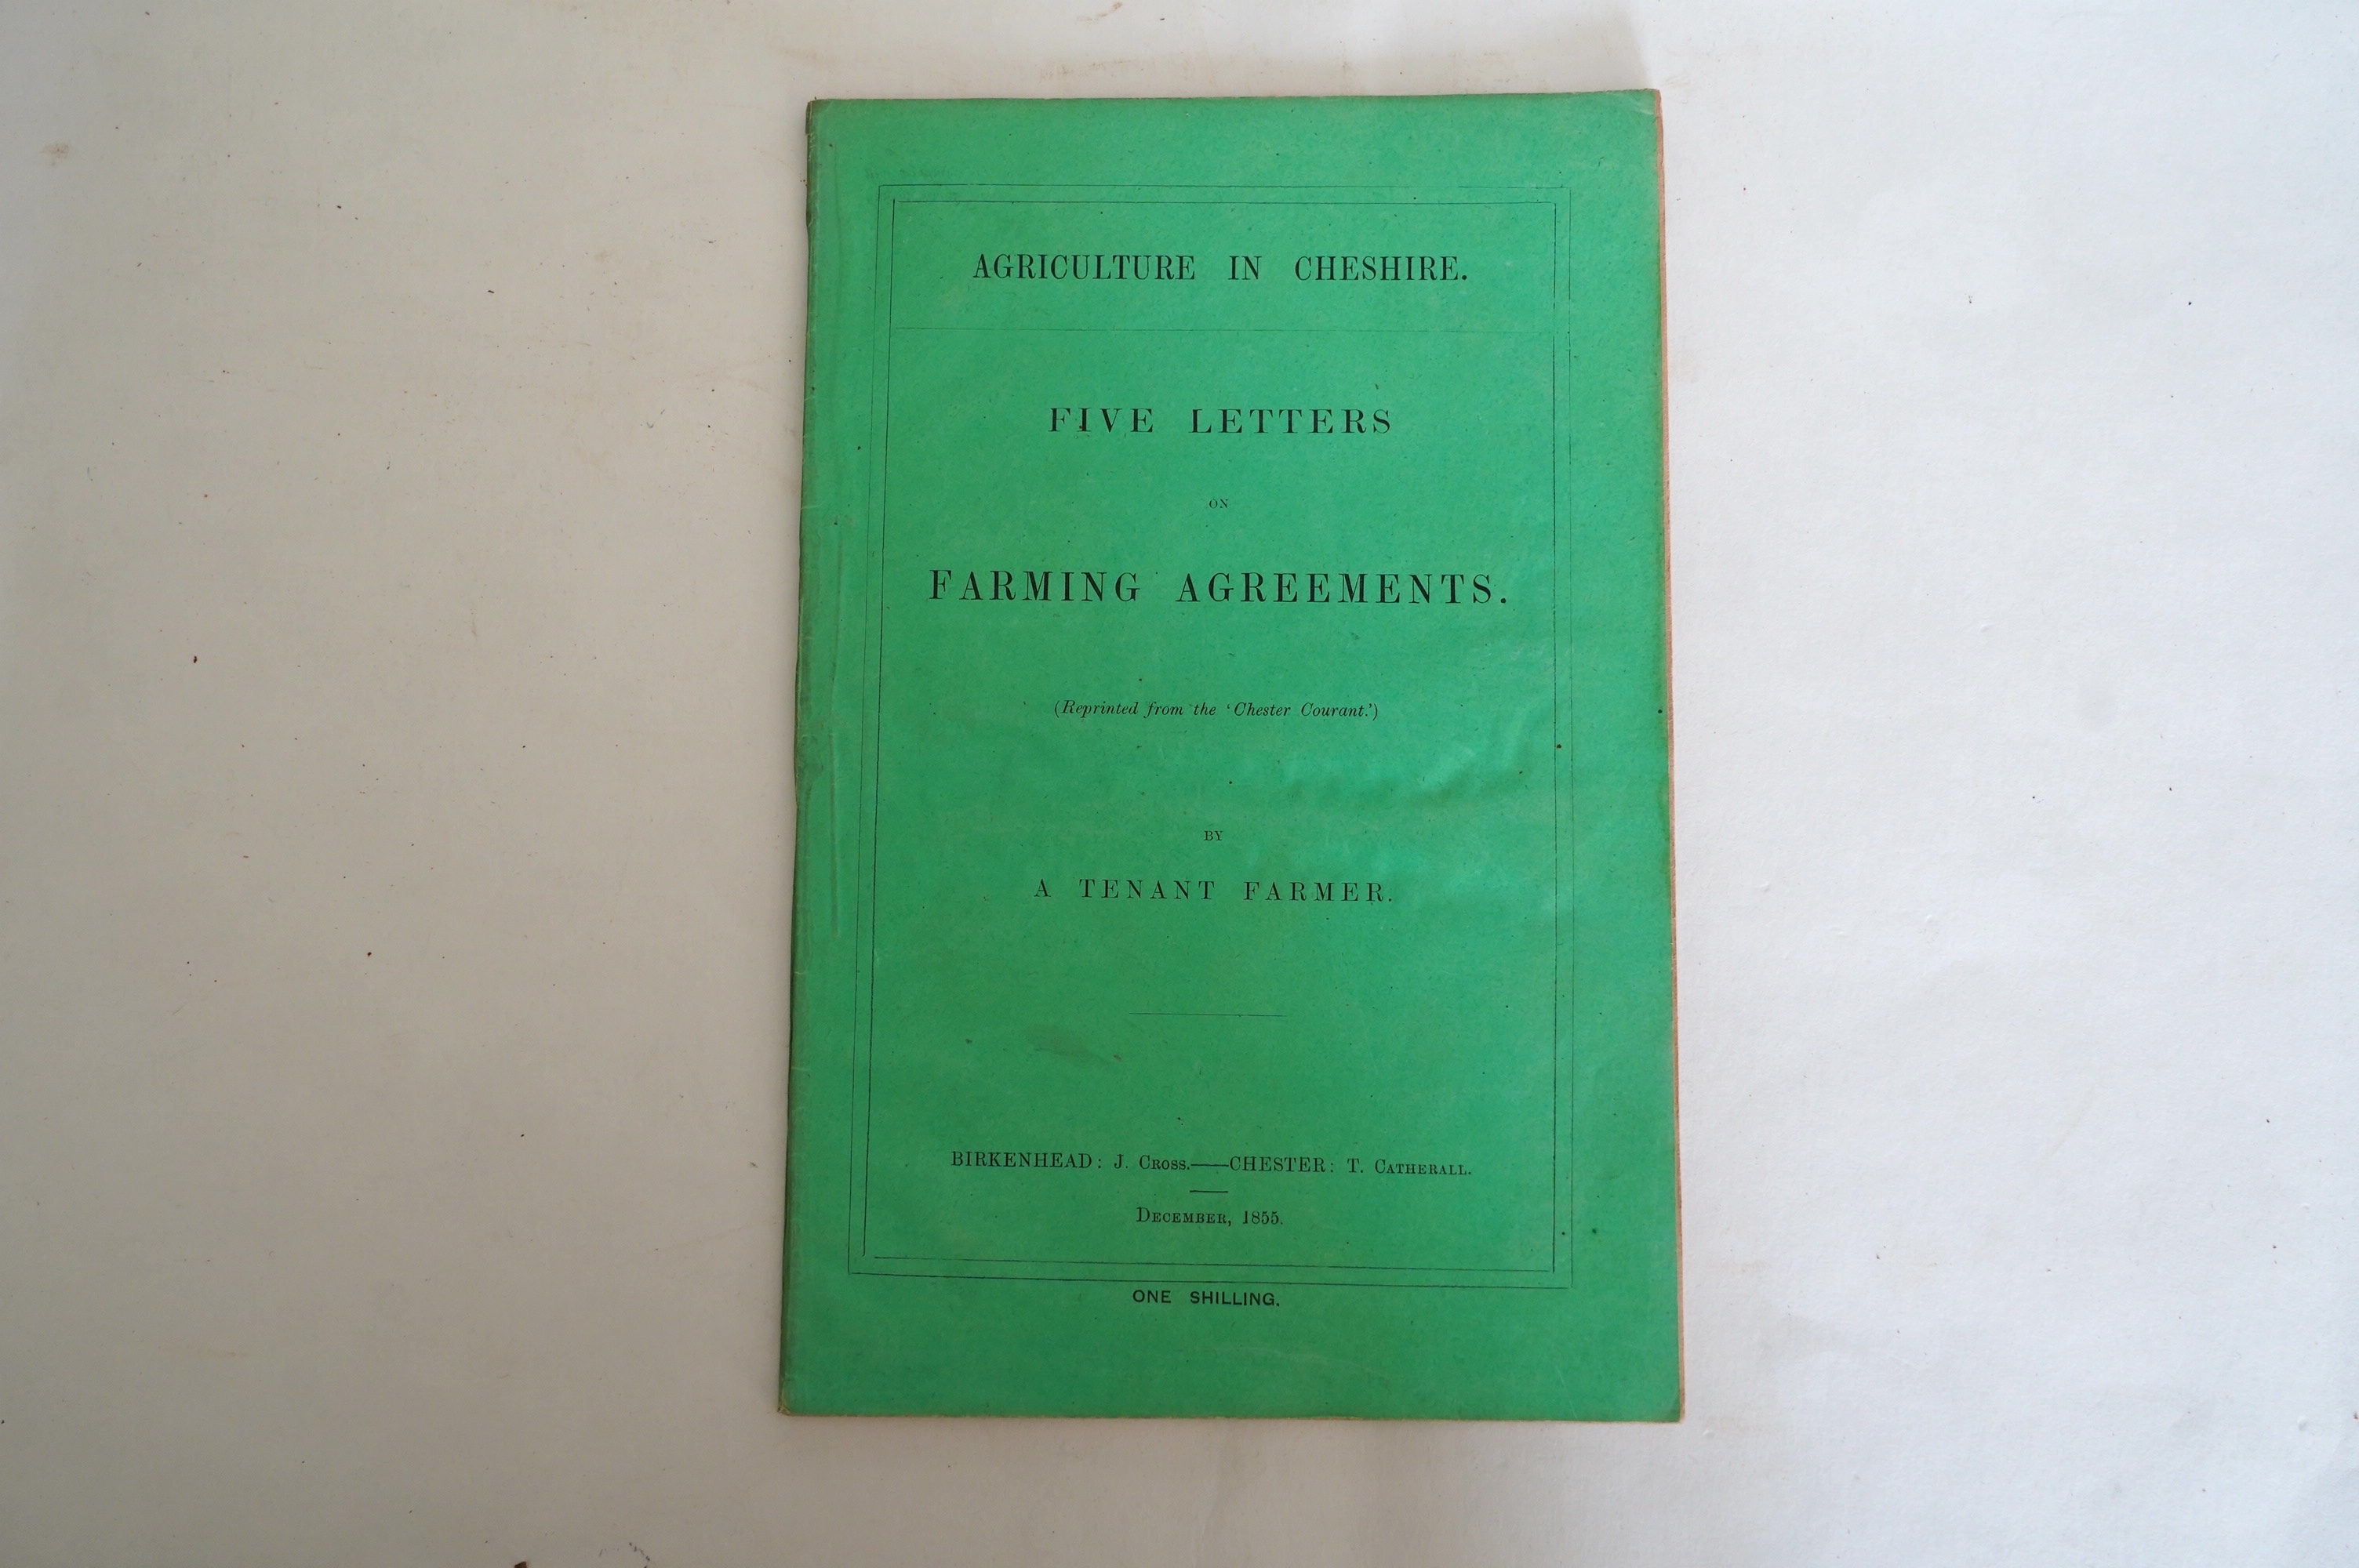 AGRICULTURE IN CHESHIRE.
FIVE LETTERS
ON
FARMING AGREEMENTS.
(Reprinted from the 'Chester Courant.')
BY
A TENANT FARMER.
BIRKENHEAD: J. CROSS.——CHESTER: T. CATHERALL.
DECEMBER, 1855.
ONE SHILLING.